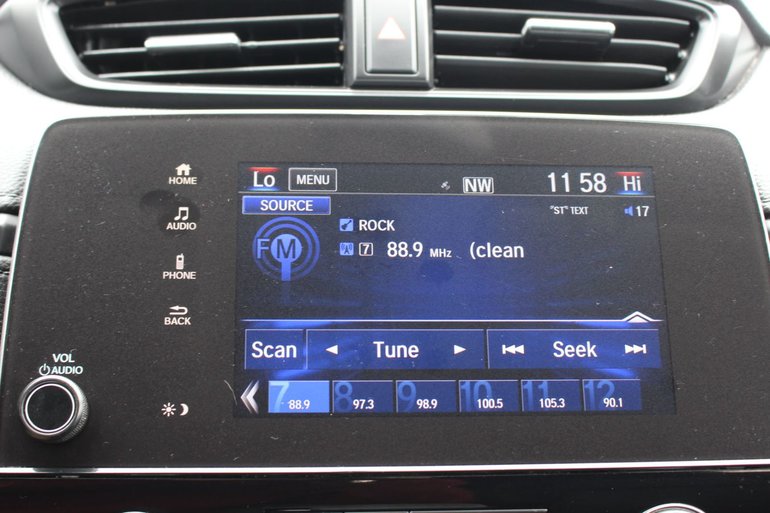 HOME
AUDIO
PHONE
BACK
VOL
AUDIO
Lo MENU NW 11 58 Hi
SOURCE "ST" TEXT 17
FM ROCK
7 88.9 MHz (clean
Scan Tune Seek
7 8 9 10 11 12
88.9 97.3 98.9 100.5 105.3 90.1